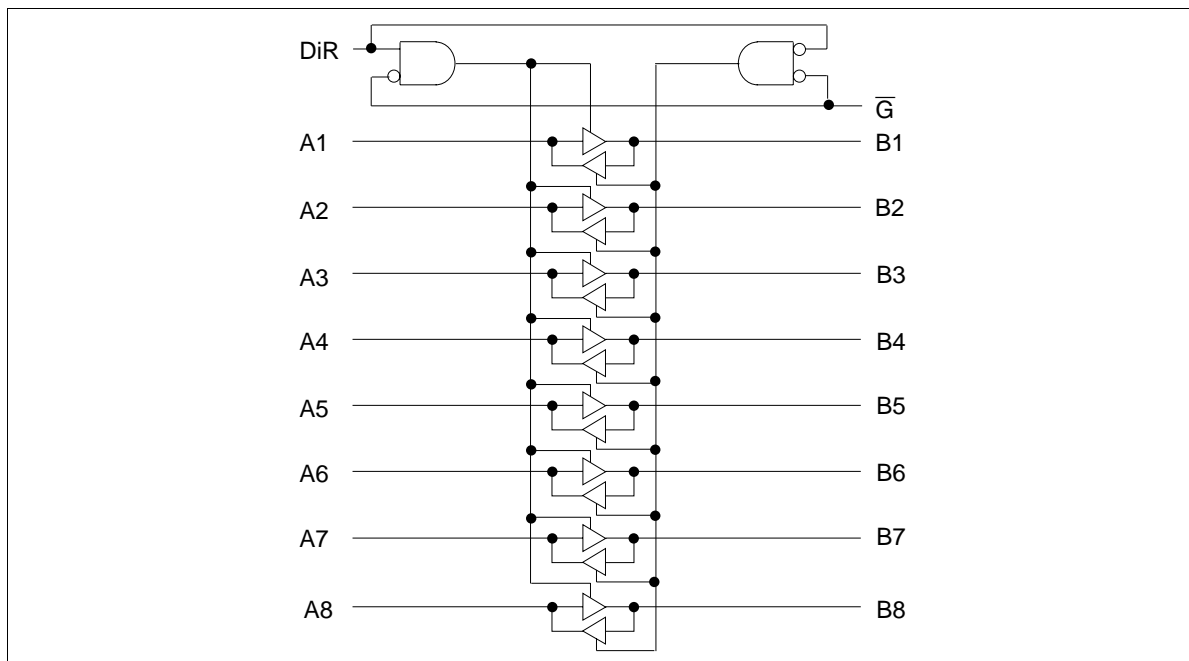 DiR
G̅
A1 B1
A2 B2
A3 B3
A4 B4
A5 B5
A6 B6
A7 B7
A8 B8